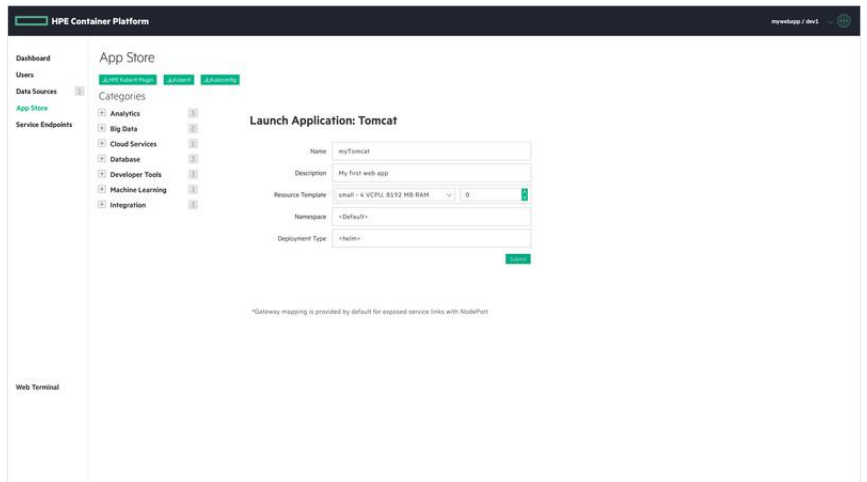 HPE Container Platform
mywebapp / dev1
Dashboard
Users
Data Sources
App Store
Service Endpoints
Web Terminal
App Store
HPE Kubectl Plugin
Kubectl
Kubeconfig
Categories
Analytics
Big Data
Cloud Services
Database
Developer Tools
Machine Learning
Integration
Launch Application: Tomcat
Name myTomcat
Description My first web app
Resource Template small - 4 VCPU, 8192 MB RAM 0
Namespace <Default>
Deployment Type <helm>
Submit
*Gateway mapping is provided by default for exposed service links with NodePort